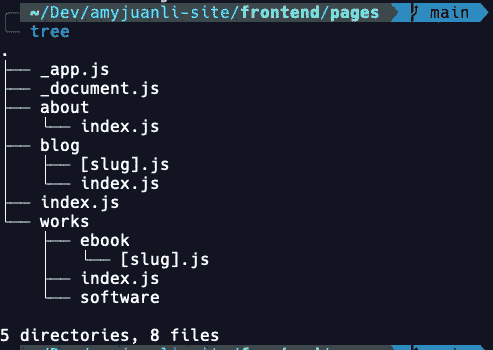 ~/Dev/amyjuanli-site/frontend/pages main
tree
.
├── _app.js
├── _document.js
├── about
│   └── index.js
├── blog
│   ├── [slug].js
│   └── index.js
├── index.js
└── works
    ├── ebook
    │   └── [slug].js
    ├── index.js
    └── software
5 directories, 8 files